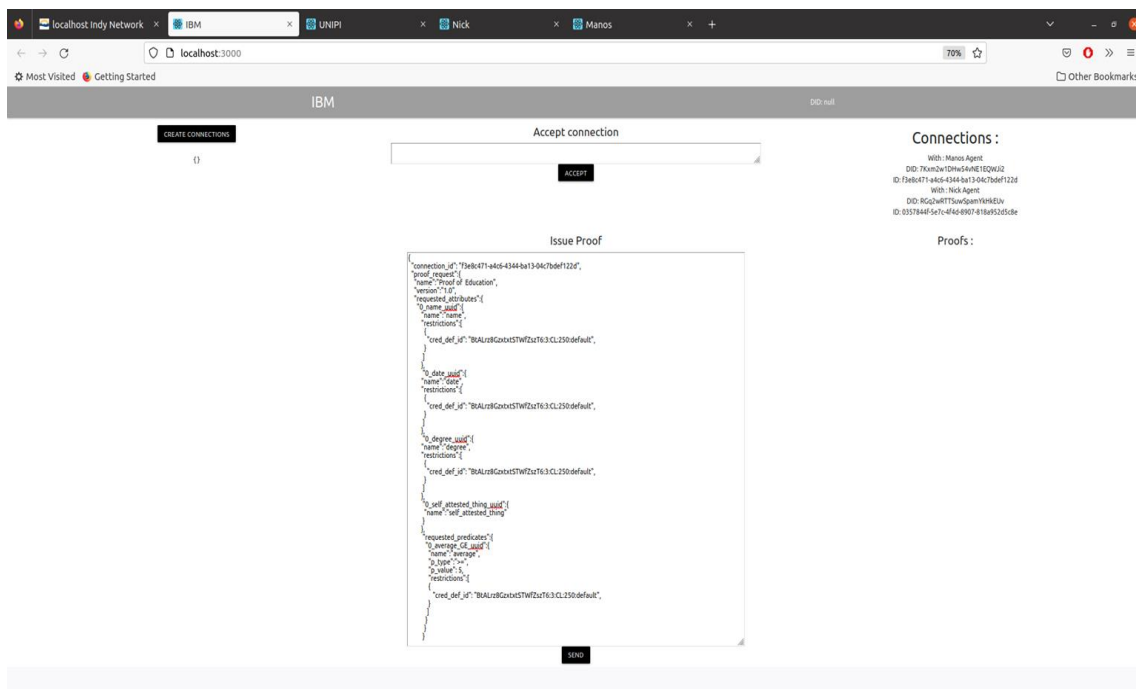 localhost Indy Network
IBM
UNIPI
Nick
Manos
localhost:3000
70%
Most Visited
Getting Started
Other Bookmarks
IBM
DID: null
CREATE CONNECTIONS
{}
Accept connection
ACCEPT
Connections :
With : Manos Agent
DID: 7Kxm2w1DHwS4vNE1EQWJi2
ID: f3e8c471-a4c6-4344-ba13-04c7bdef122d
With : Nick Agent
DID: RGq2wRTTSuwSpamYkHkEUv
ID: 0357844f-5e7c-4f4d-8907-818a952d5c8e
Issue Proof
Proofs :
{
"connection_id": "f3e8c471-a4c6-4344-ba13-04c7bdef122d",
"proof_request":{
"name":"Proof of Education",
"version":"1.0",
"requested_attributes":{
"0_name_uuid":{
"name":"name",
"restrictions":[
{
"cred_def_id": "BtALrz8GzxtxtSTWfZszT6:3:CL:250:default",
}
]
},
"0_date_uuid":{
"name":"date",
"restrictions":[
{
"cred_def_id": "BtALrz8GzxtxtSTWfZszT6:3:CL:250:default",
}
]
},
"0_degree_uuid":{
"name":"degree",
"restrictions":[
{
"cred_def_id": "BtALrz8GzxtxtSTWfZszT6:3:CL:250:default",
}
]
},
"0_self_attested_thing_uuid":{
"name":"self_attested_thing"
}
},
"requested_predicates":{
"0_average_GE_uuid":{
"name":"average",
"p_type":">=",
"p_value": 5,
"restrictions":[
{
"cred_def_id": "BtALrz8GzxtxtSTWfZszT6:3:CL:250:default",
}
]
}
}
}
SEND